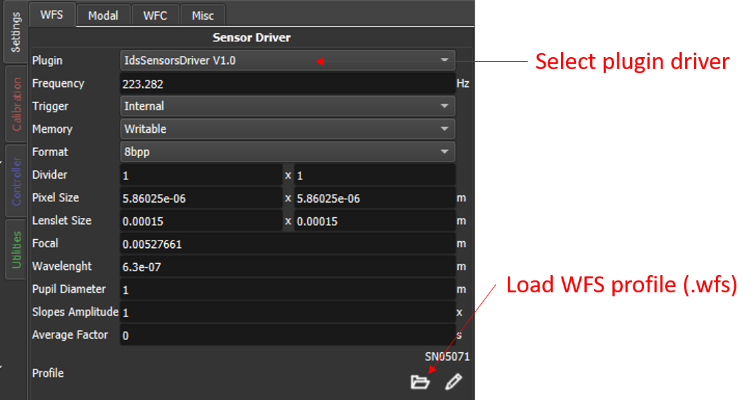 WFS Modal WFC Misc
Settings
Calibration
Controller
Utilities
Sensor Driver
Plugin IdsSensorsDriver V1.0
Select plugin driver
Frequency 223.282 Hz
Trigger Internal
Memory Writable
Format 8bpp
Divider 1 x 1
Pixel Size 5.86025e-06 x 5.86025e-06 m
Lenslet Size 0.00015 x 0.00015 m
Focal 0.00527661 m
Wavelenght 6.3e-07 m
Load WFS profile (.wfs)
Pupil Diameter 1 m
Slopes Amplitude 1 x
Average Factor 0 s
SN05071
Profile